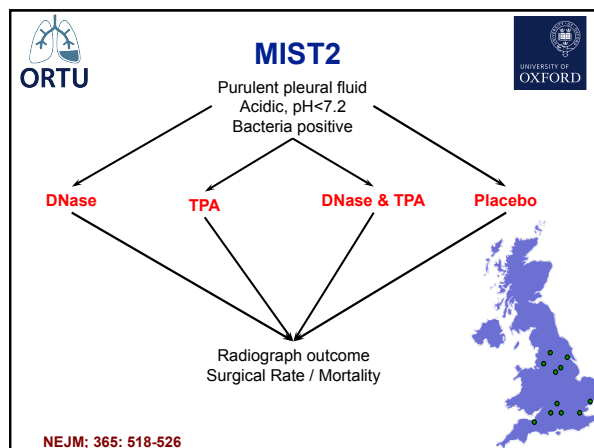 ORTU
MIST2
UNIVERSITY OF
OXFORD
Purulent pleural fluid
Acidic, pH<7.2
Bacteria positive
DNase
TPA
DNase & TPA
Placebo
Radiograph outcome
Surgical Rate / Mortality
NEJM; 365: 518-526